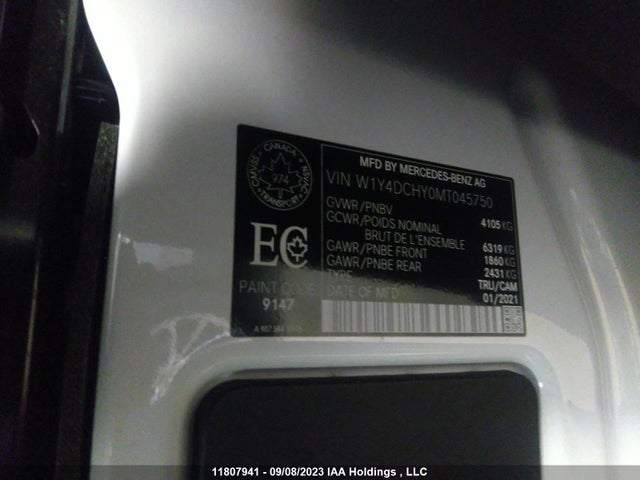 MFD BY MERCEDES-BENZ AG
VIN W1Y4DCHY0MT045750
GVWR/PNBV 4105 KG
GCWR/POIDS NOMINAL
BRUT DE L'ENSEMBLE 6319 KG
GAWR/PNBE FRONT 1860 KG
GAWR/PNBE REAR 2431 KG
TYPE TRU/CAM
DATE OF MFD 01/2021
CANADA
974
TRANSPORT
EC
PAINT CODE
9147
11807941 - 09/08/2023 IAA Holdings , LLC